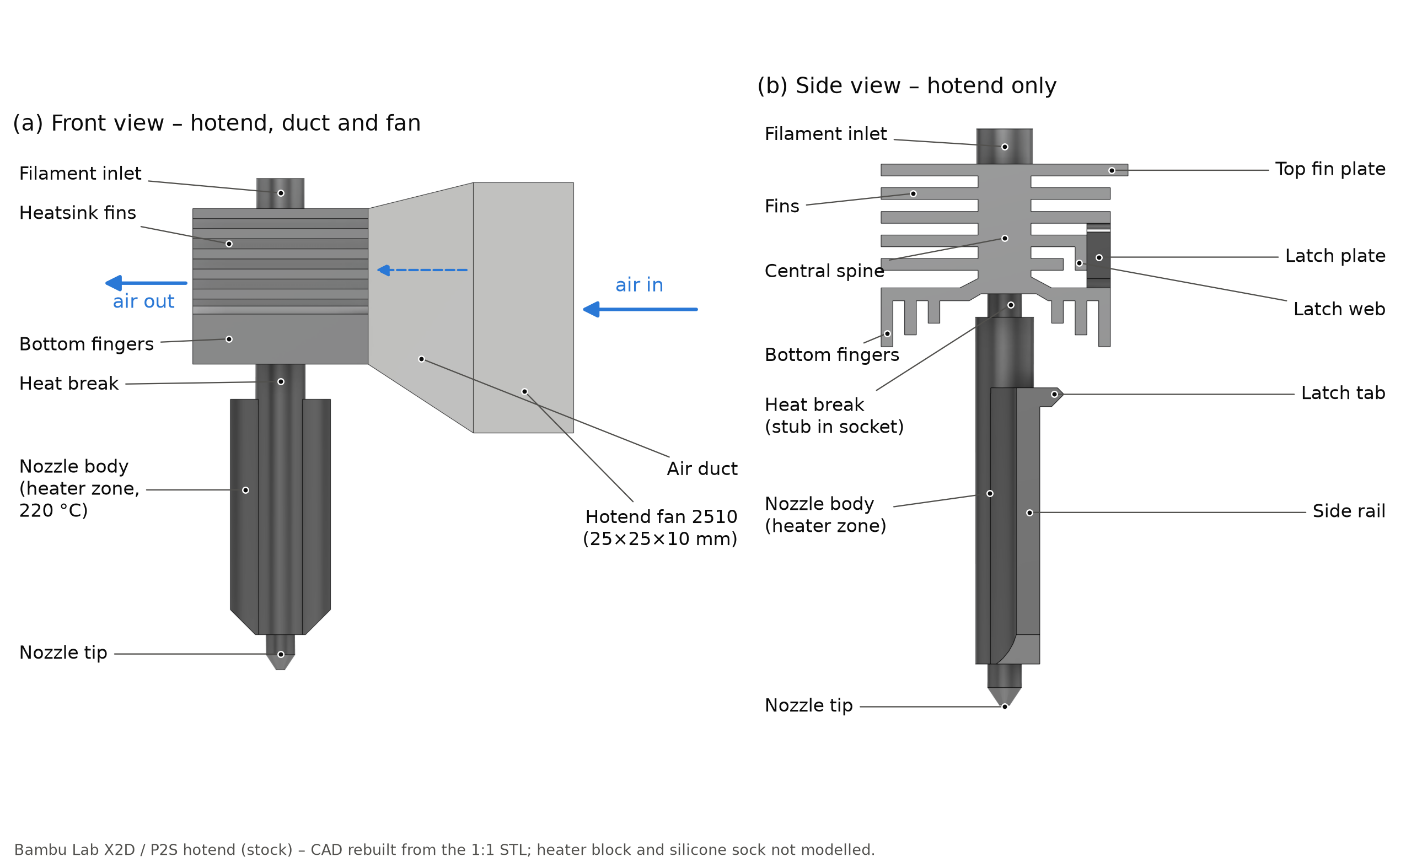 (a) Front view – hotend, duct and fan
Filament inlet
Heatsink fins
air out
air in
Bottom fingers
Heat break
Nozzle body
(heater zone,
220 °C)
Air duct
Hotend fan 2510
(25×25×10 mm)
Nozzle tip
(b) Side view – hotend only
Filament inlet
Top fin plate
Fins
Central spine
Latch plate
Latch web
Bottom fingers
Heat break
(stub in socket)
Latch tab
Nozzle body
(heater zone)
Side rail
Nozzle tip
Bambu Lab X2D / P2S hotend (stock) – CAD rebuilt from the 1:1 STL; heater block and silicone sock not modelled.